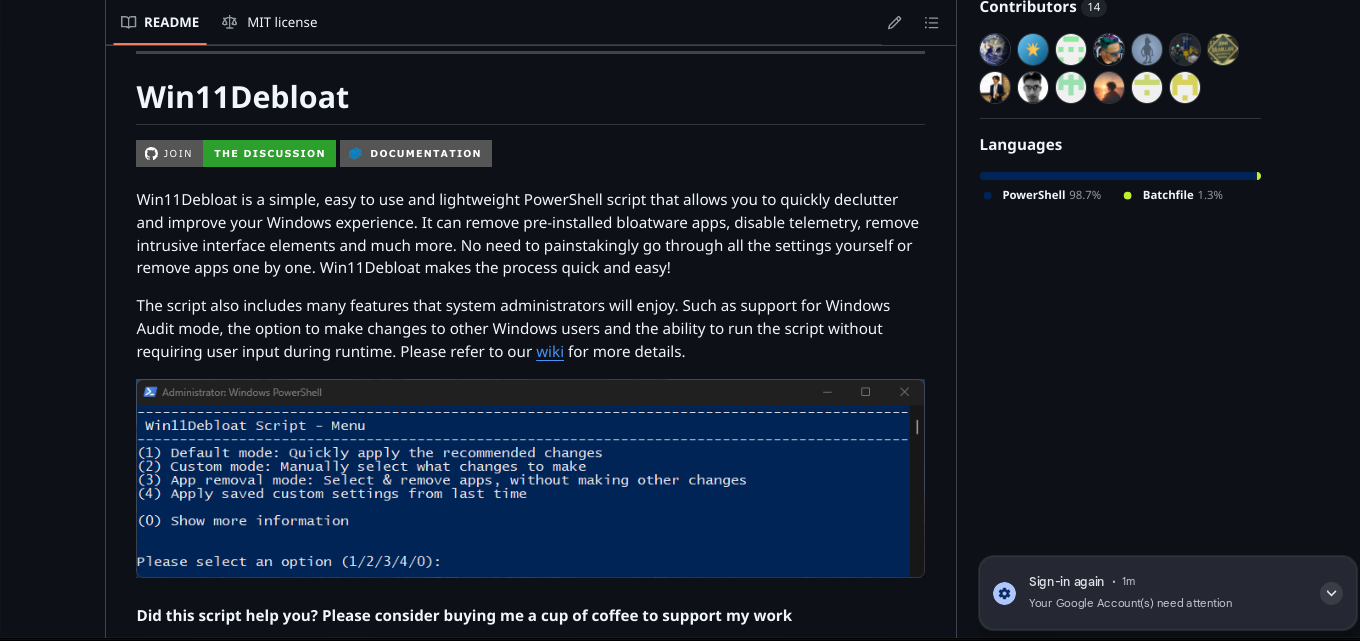 README
MIT license
Contributors 14
Win11Debloat
JOIN THE DISCUSSION
DOCUMENTATION
Win11Debloat is a simple, easy to use and lightweight PowerShell script that allows you to quickly declutter
and improve your Windows experience. It can remove pre-installed bloatware apps, disable telemetry, remove
intrusive interface elements and much more. No need to painstakingly go through all the settings yourself or
remove apps one by one. Win11Debloat makes the process quick and easy!
The script also includes many features that system administrators will enjoy. Such as support for Windows
Audit mode, the option to make changes to other Windows users and the ability to run the script without
requiring user input during runtime. Please refer to our wiki for more details.
Administrator: Windows PowerShell
Win11Debloat Script - Menu
(1) Default mode: Quickly apply the recommended changes
(2) Custom mode: Manually select what changes to make
(3) App removal mode: Select & remove apps, without making other changes
(4) Apply saved custom settings from last time
(0) Show more information
Please select an option (1/2/3/4/0):
Did this script help you? Please consider buying me a cup of coffee to support my work
Languages
PowerShell 98.7%
Batchfile 1.3%
Sign-in again • 1m
Your Google Account(s) need attention